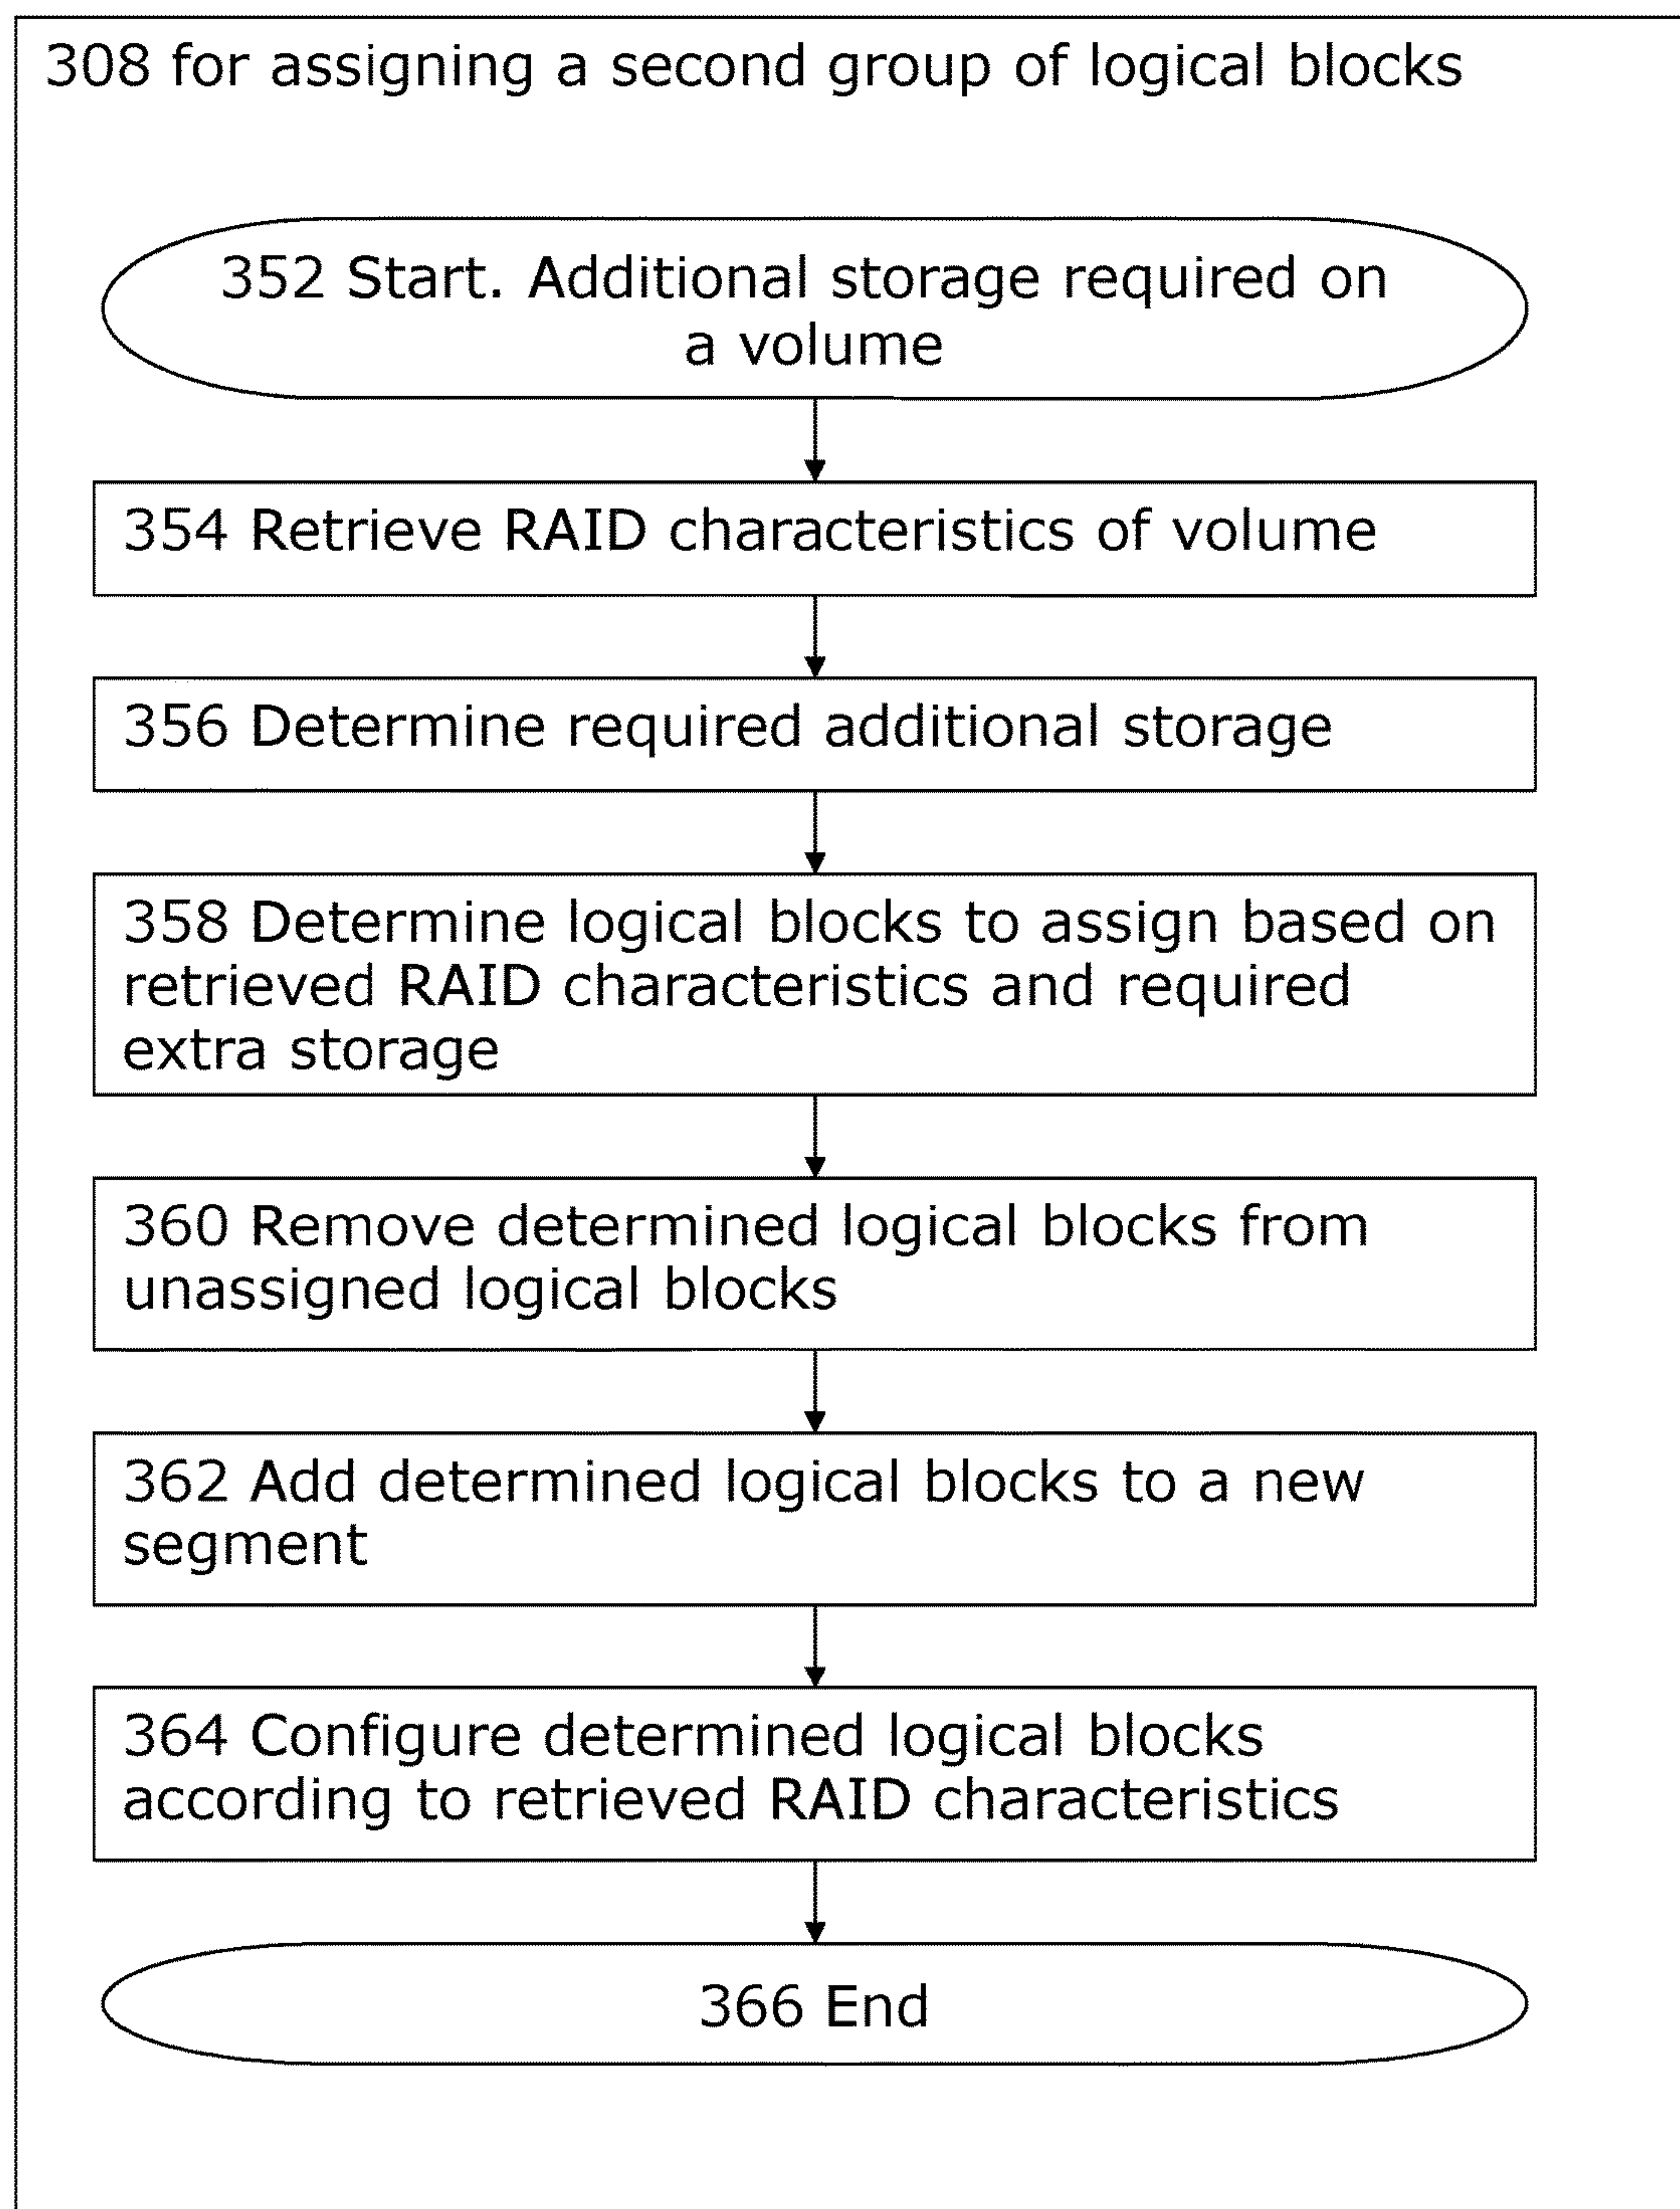 308 for assigning a second group of logical blocks
352 Start. Additional storage required on
a volume
354 Retrieve RAID characteristics of volume
356 Determine required additional storage
358 Determine logical blocks to assign based on
retrieved RAID characteristics and required
extra storage
360 Remove determined logical blocks from
unassigned logical blocks
362 Add determined logical blocks to a new
segment
364 Configure determined logical blocks
according to retrieved RAID characteristics
366 End